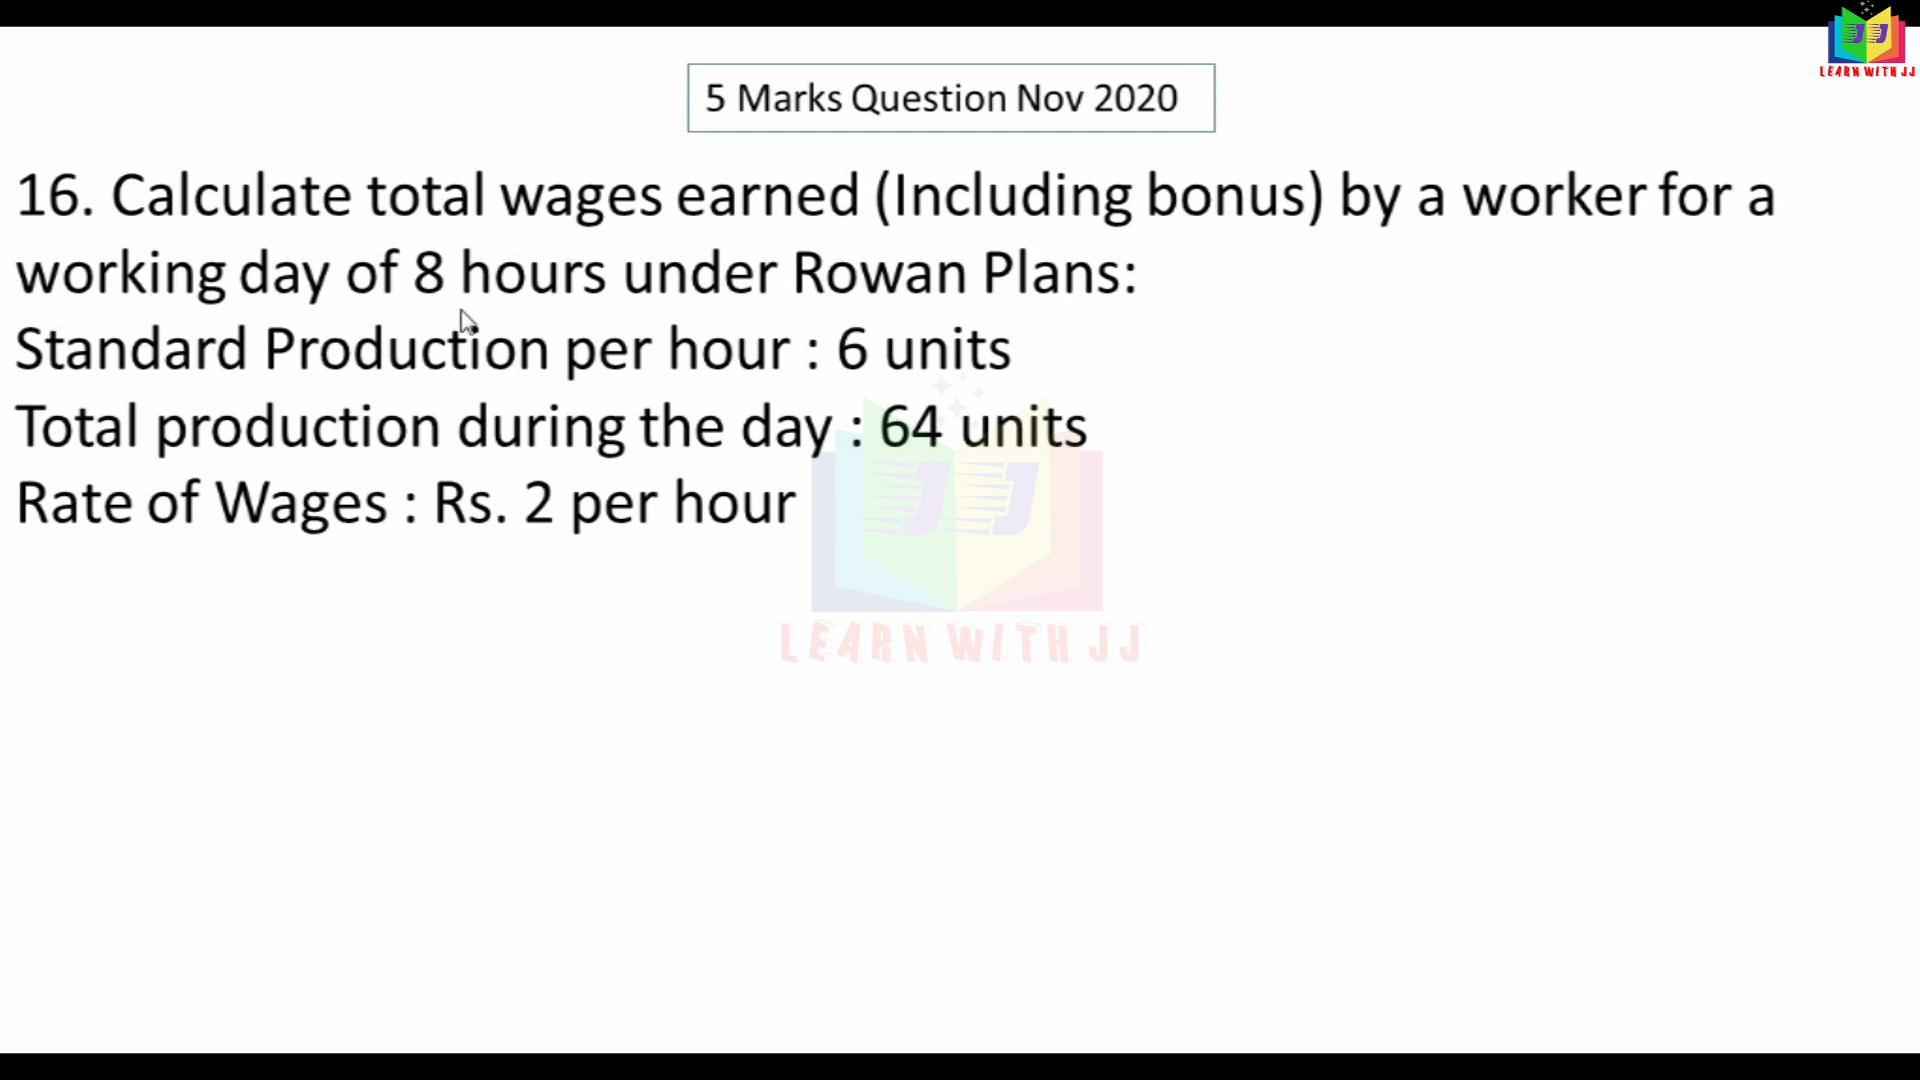 JJ
LEARN WITH JJ
5 Marks Question Nov 2020
16. Calculate total wages earned (Including bonus) by a worker for a
working day of 8 hours under Rowan Plans:
Standard Production per hour : 6 units
Total production during the day : 64 units
Rate of Wages : Rs. 2 per hour
JJ
LEARN WITH JJ